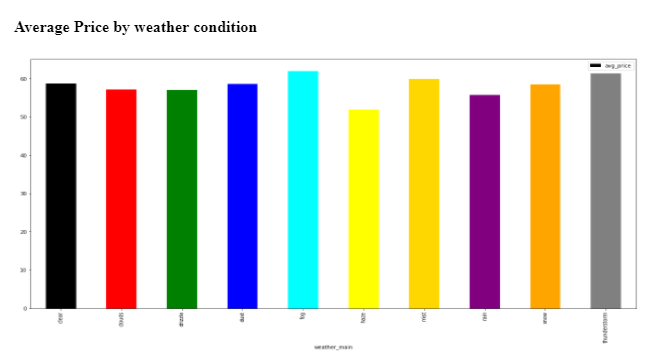 Average Price by weather condition
avg_price
60
50
40
30
20
10
0
clear
clouds
drizzle
dust
fog
haze
mist
rain
snow
thunderstorm
weather_main